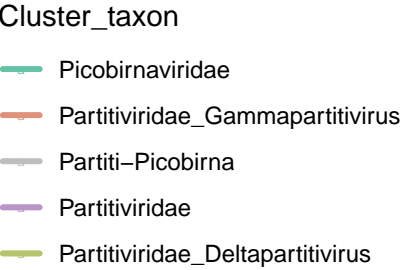 Cluster_taxon
Picobirnaviridae
Partitiviridae_Gammapartitivirus
Partiti−Picobirna
Partitiviridae
Partitiviridae_Deltapartitivirus